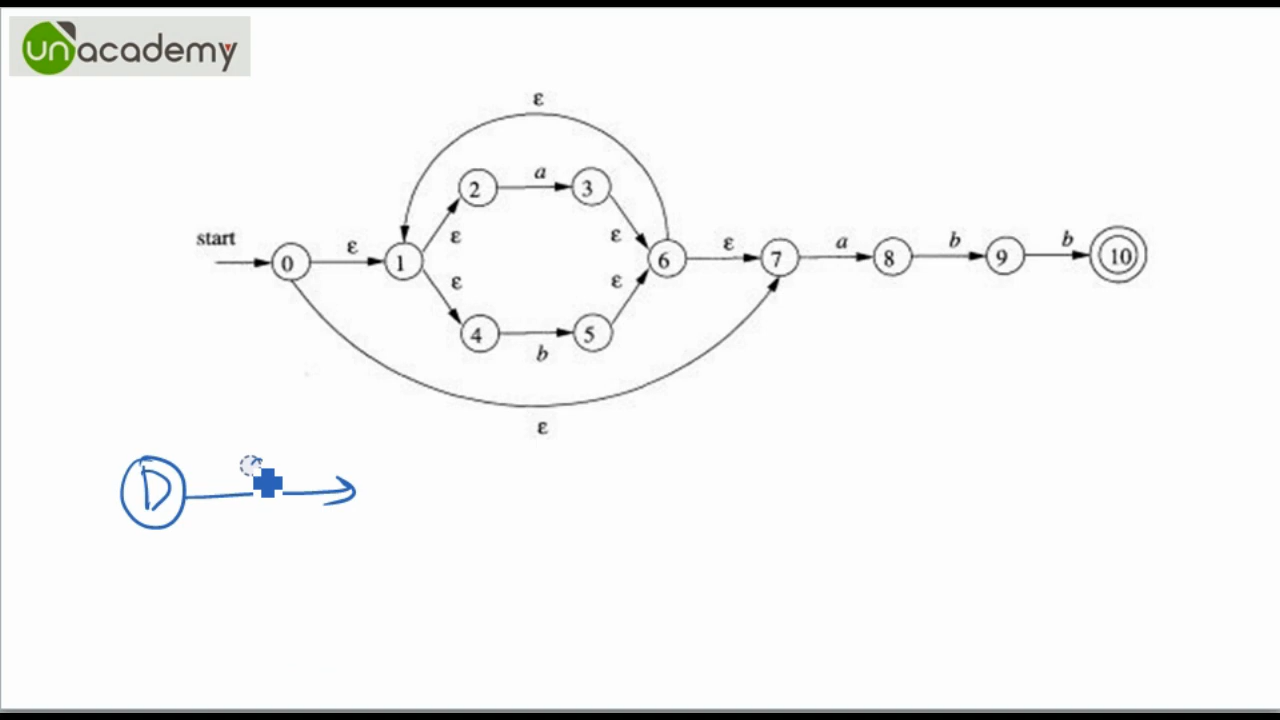 unacademy
ε
a
2 3
start ε ε ε ε a b b
0 1 6 7 8 9 10
ε ε
4 5
b
ε
D